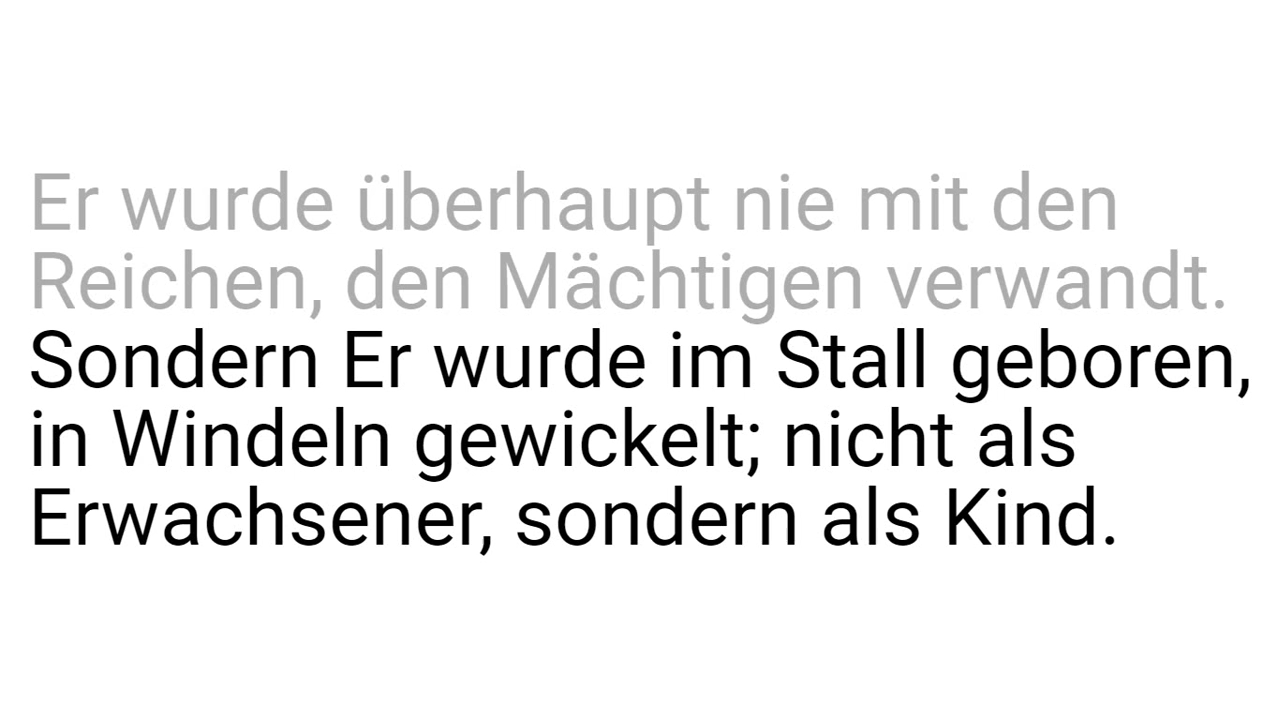 Er wurde überhaupt nie mit den
Reichen, den Mächtigen verwandt.
Sondern Er wurde im Stall geboren,
in Windeln gewickelt; nicht als
Erwachsener, sondern als Kind.